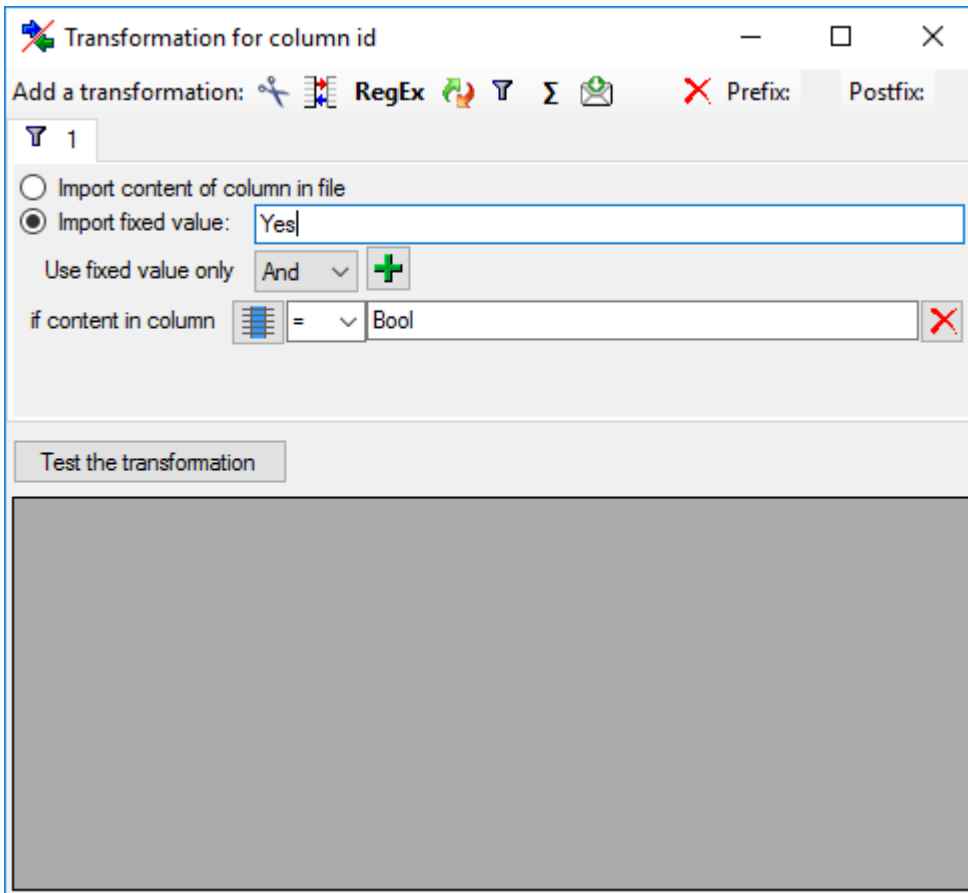 Transformation for column id
Add a transformation: RegEx Σ Prefix: Postfix:
1
Import content of column in file
Import fixed value: Yes
Use fixed value only And
if content in column = Bool
Test the transformation